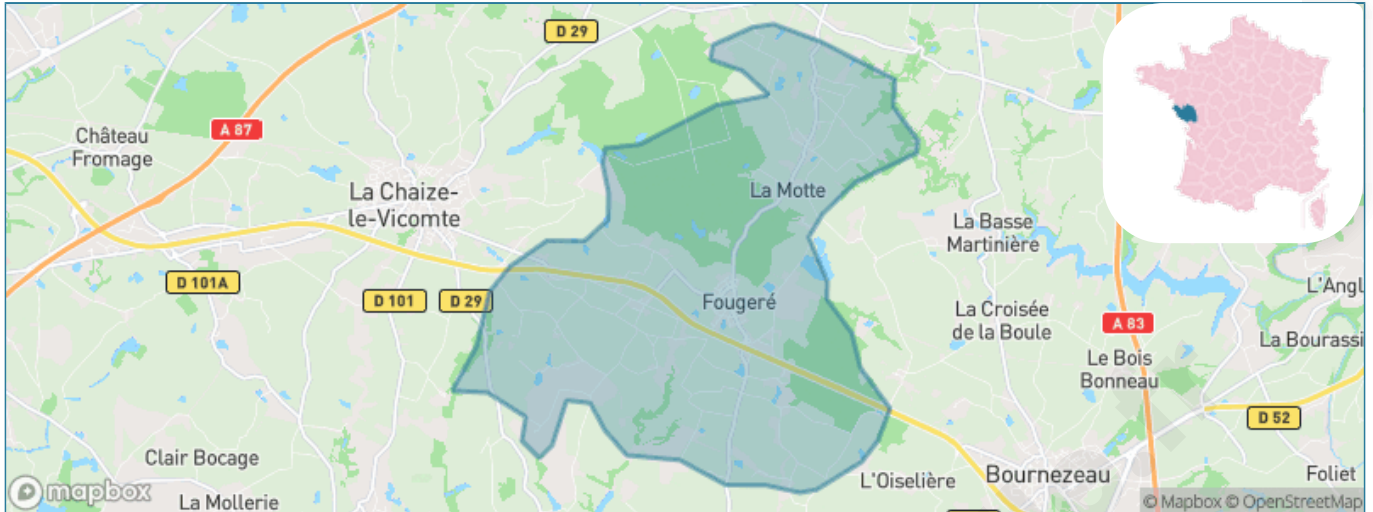 D 29
Château
Fromage
A 87
La Chaize-
le-Vicomte
La Motte
La Basse
Martinière
D 101A
D 101
D 29
Fougeré
La Croisée
de la Boule
A 83
L'Angl
La Bourassi
Le Bois
Bonneau
D 52
Clair Bocage
La Mollerie
L'Oiselière
Bournezeau
Foliet
mapbox
© Mapbox © OpenStreetMap